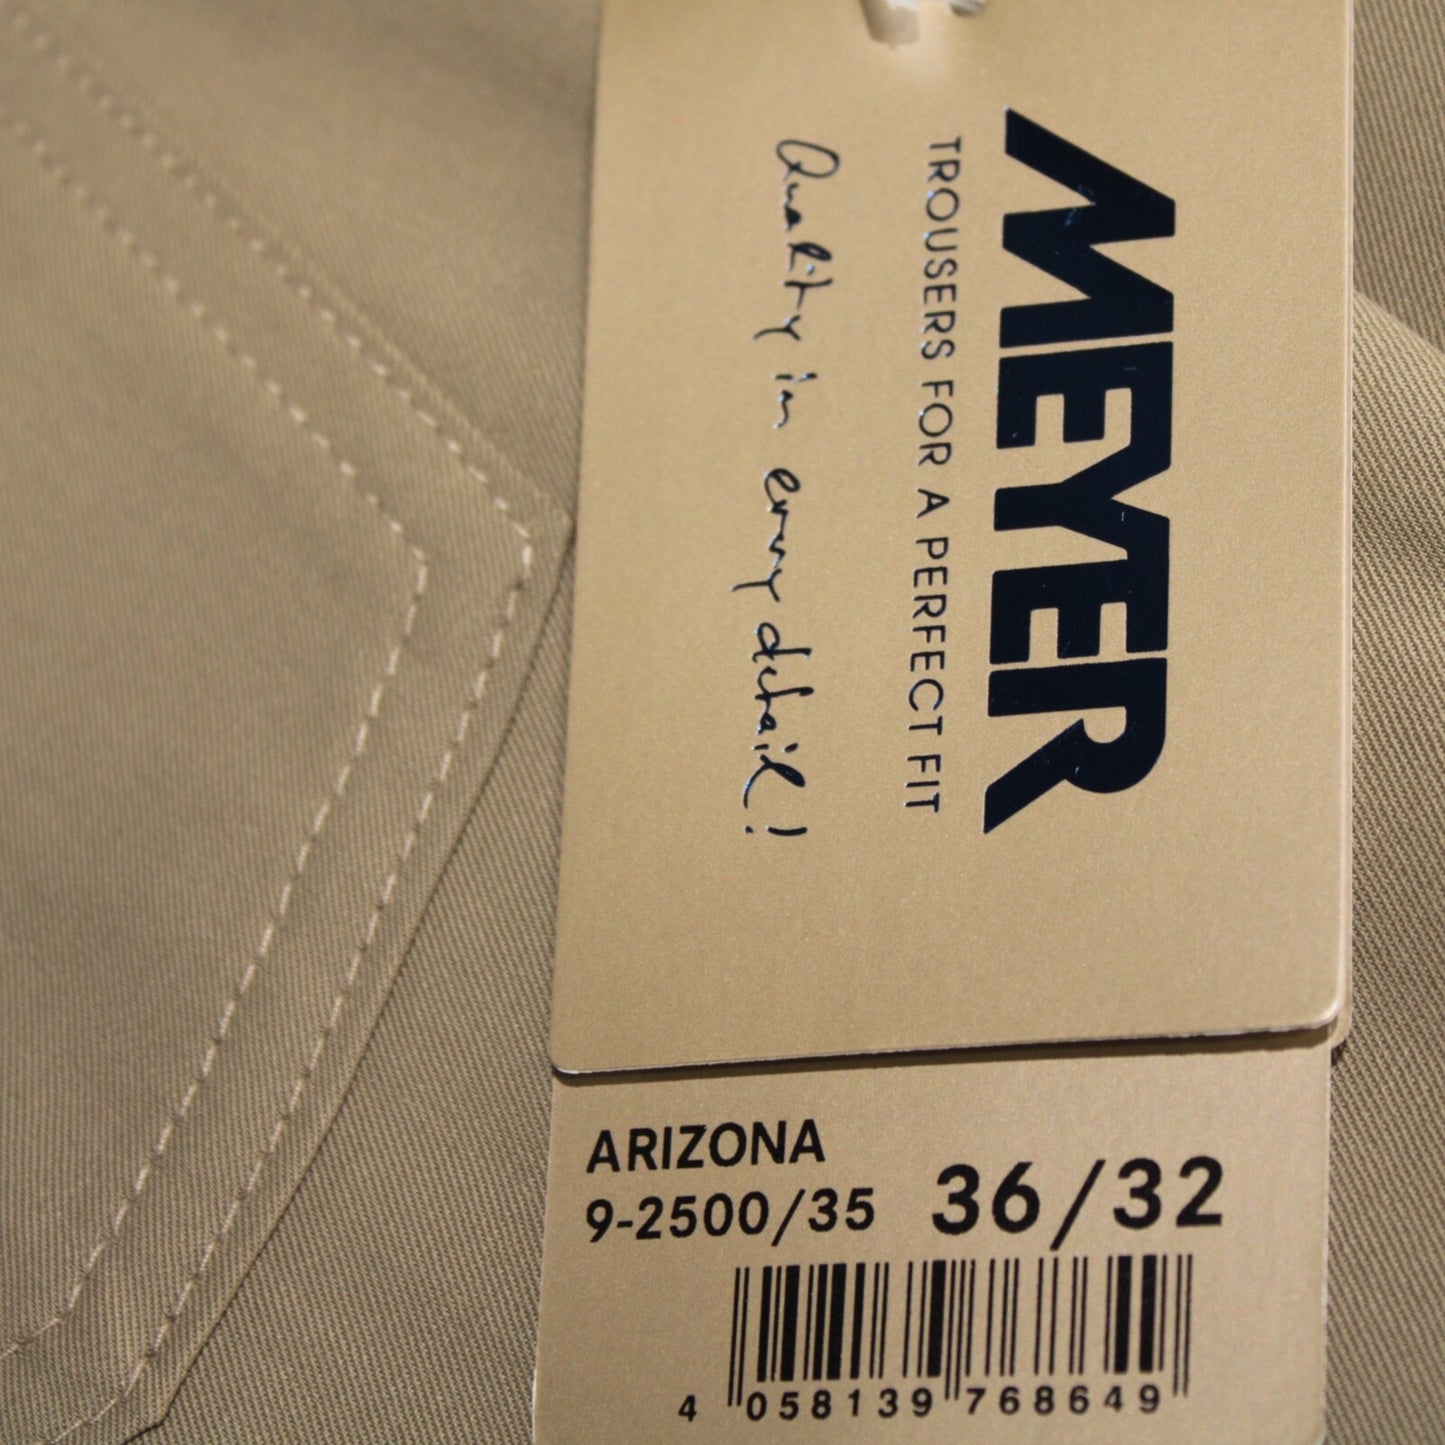 MEYER
TROUSERS FOR A PERFECT FIT
Quality in every detail!
ARIZONA
9-2500/35 36/32
4 058139 768649